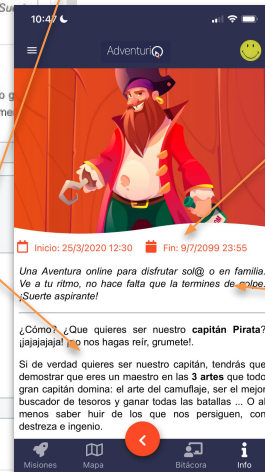 10:47
Adventuri
Inicio: 25/3/2020 12:30 Fin: 9/7/2099 23:55
Una Aventura online para disfrutar sol@ o en familia.
Ve a tu ritmo, no hace falta que la termines de golpe.
¡Suerte aspirante!
¿Cómo? ¿Que quieres ser nuestro capitán Pirata?
¡jajajajaja! no nos hagas reír, grumete!.
Si de verdad quieres ser nuestro capitán, tendrás que
demostrar que eres un maestro en las 3 artes que todo
gran capitán domina: el arte del camuflaje, ser el mejor
buscador de tesoros y ganar todas las batallas ... O al
menos saber huir de los que nos persiguen, con
destreza e ingenio.
Misiones Mapa Bitácora Info